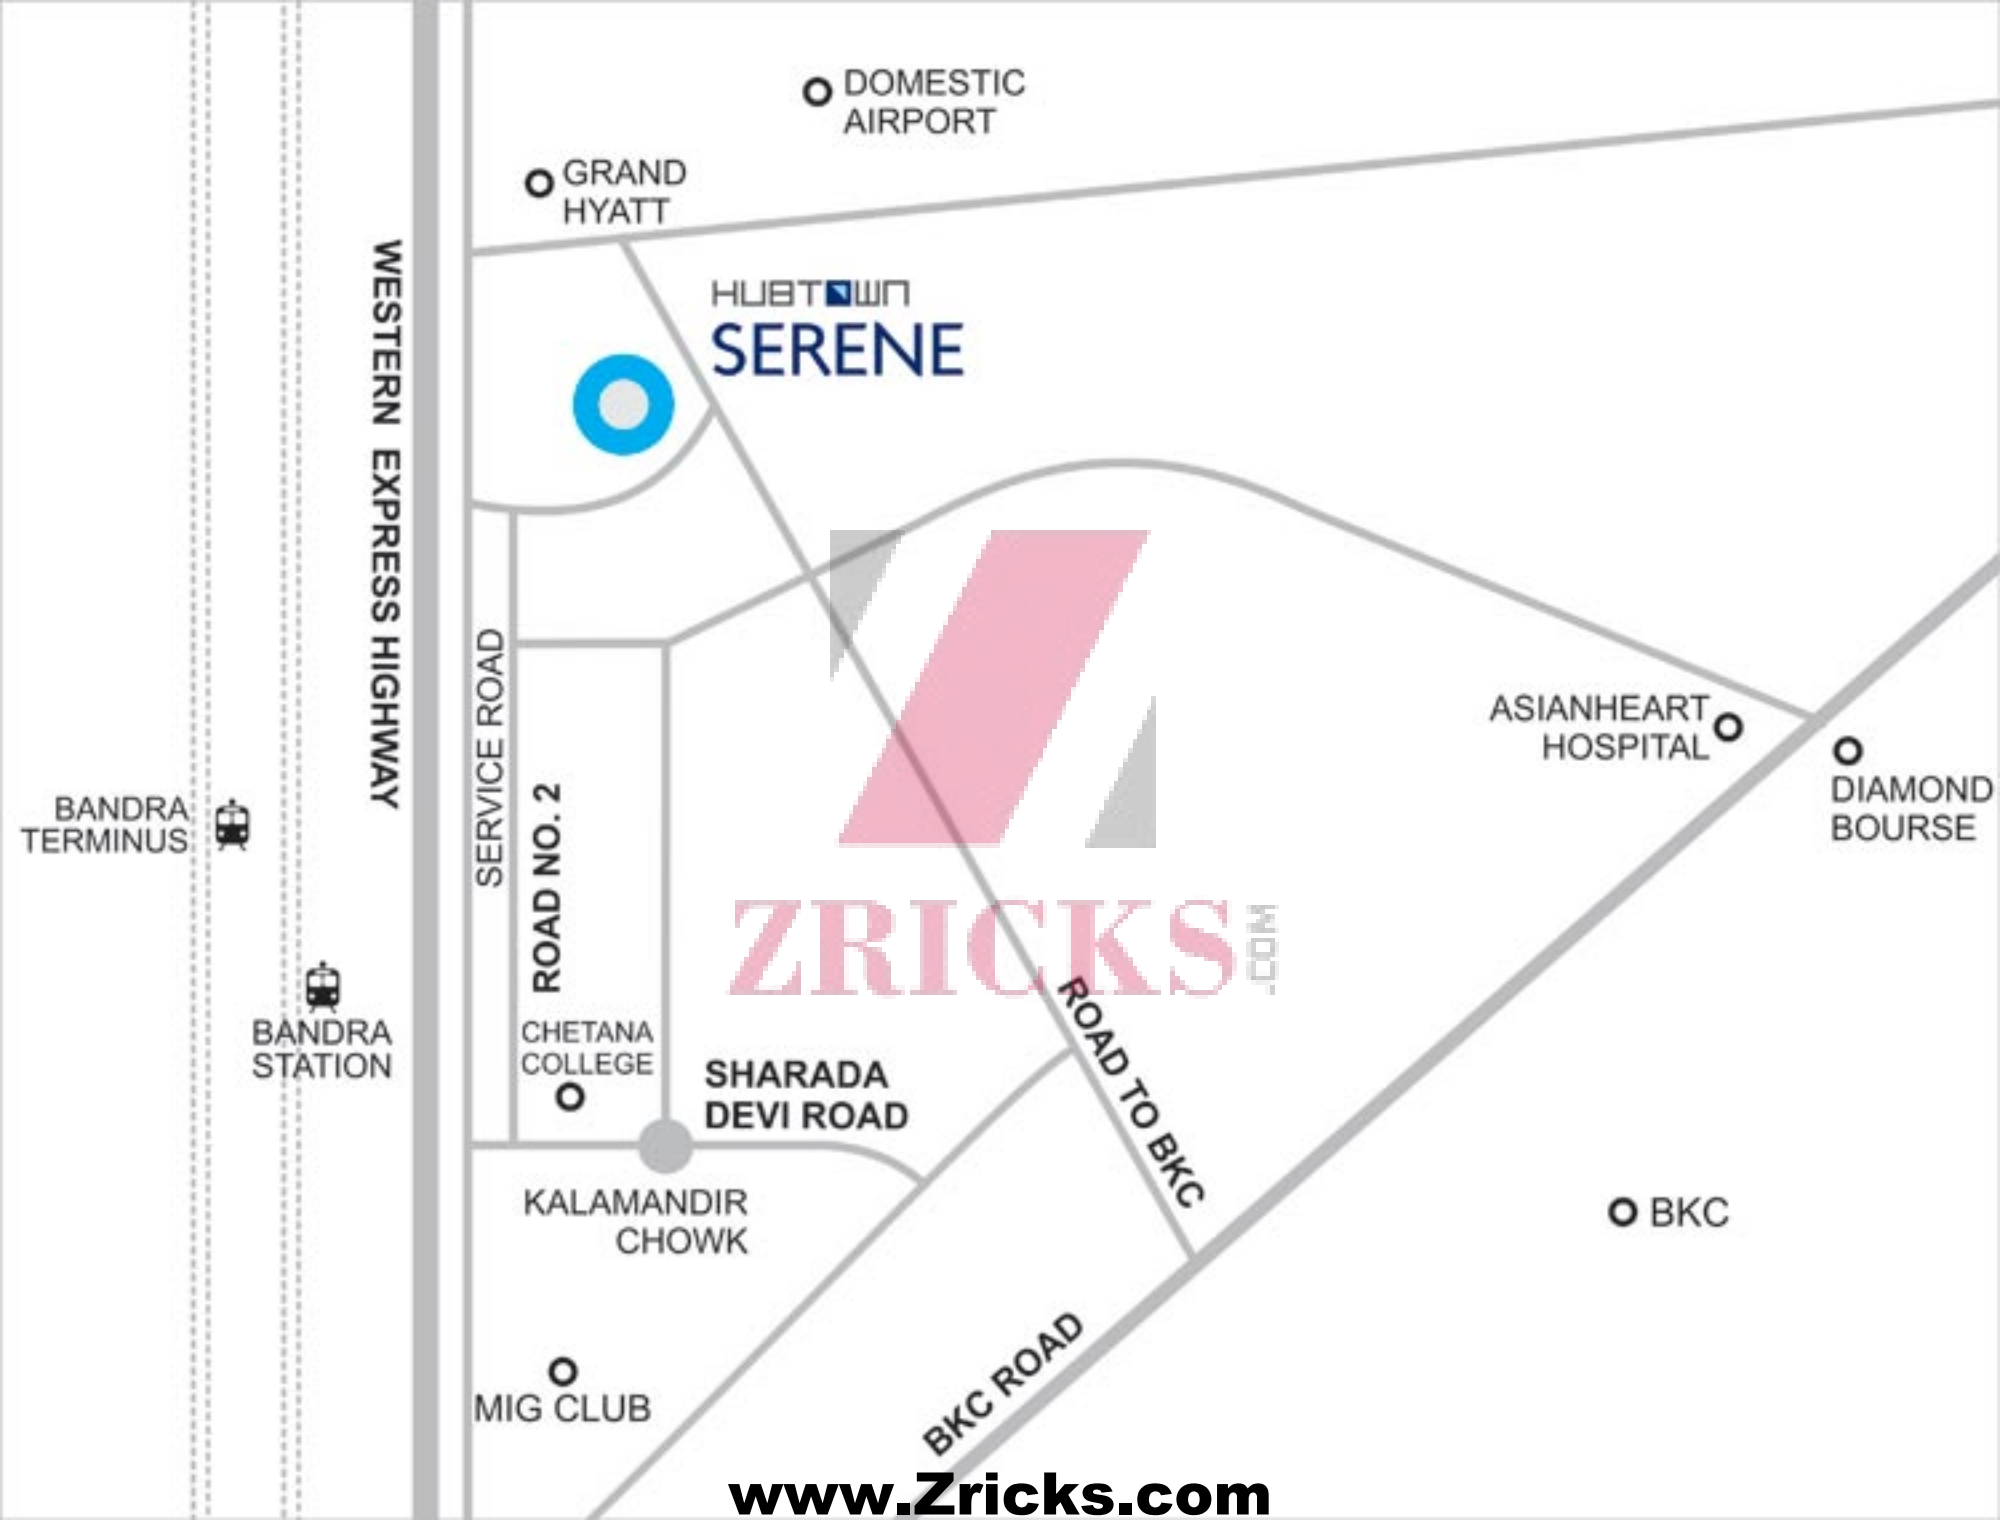 DOMESTIC
AIRPORT
GRAND
HYATT
HUBTOWN
SERENE
WESTERN EXPRESS HIGHWAY
SERVICE ROAD
ROAD NO. 2
ASIANHEART
HOSPITAL
DIAMOND
BOURSE
BANDRA
TERMINUS
ZRICKS.COM
BANDRA
STATION
CHETANA
COLLEGE
SHARADA
DEVI ROAD
ROAD TO BKC
KALAMANDIR
CHOWK
BKC
BKC ROAD
MIG CLUB
www.Zricks.com